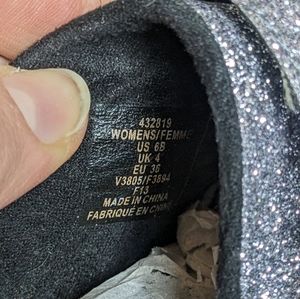 432819
WOMENS/FEMME
US 6B
UK 4
EU 36
V3805/F3894
F13
MADE IN CHINA
FABRIQUÉ EN CHINE